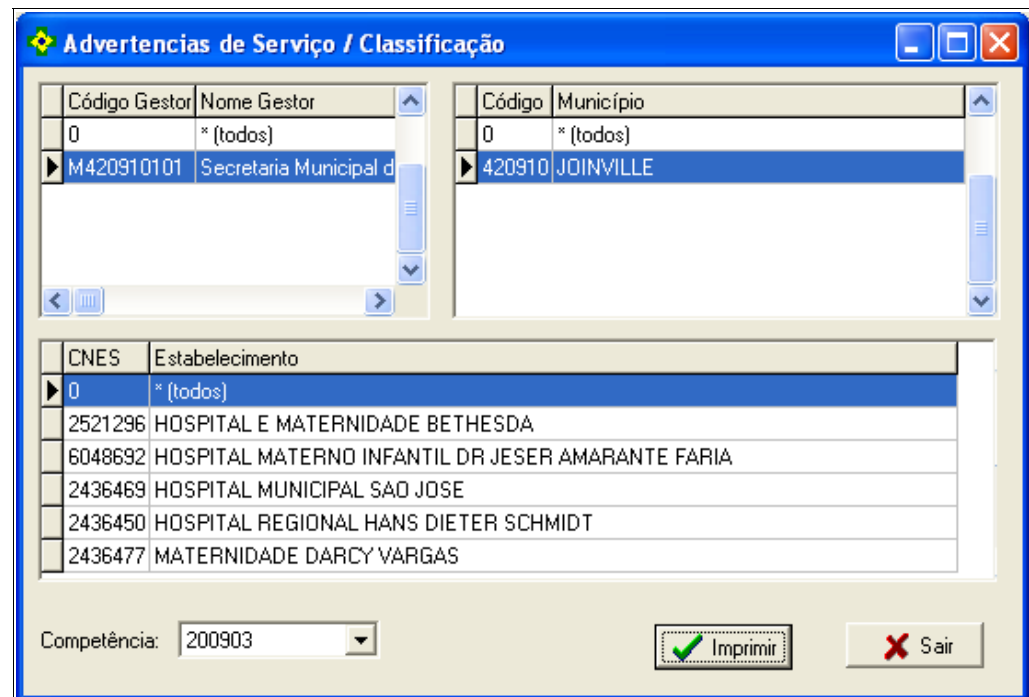 Advertencias de Serviço / Classificação
Código Gestor Nome Gestor
0 * (todos)
M420910101 Secretaria Municipal d
Código Município
0 * (todos)
420910 JOINVILLE
CNES Estabelecimento
0 * (todos)
2521296 HOSPITAL E MATERNIDADE BETHESDA
6048692 HOSPITAL MATERNO INFANTIL DR JESER AMARANTE FARIA
2436469 HOSPITAL MUNICIPAL SAO JOSE
2436450 HOSPITAL REGIONAL HANS DIETER SCHMIDT
2436477 MATERNIDADE DARCY VARGAS
Competência: 200903 Imprimir Sair